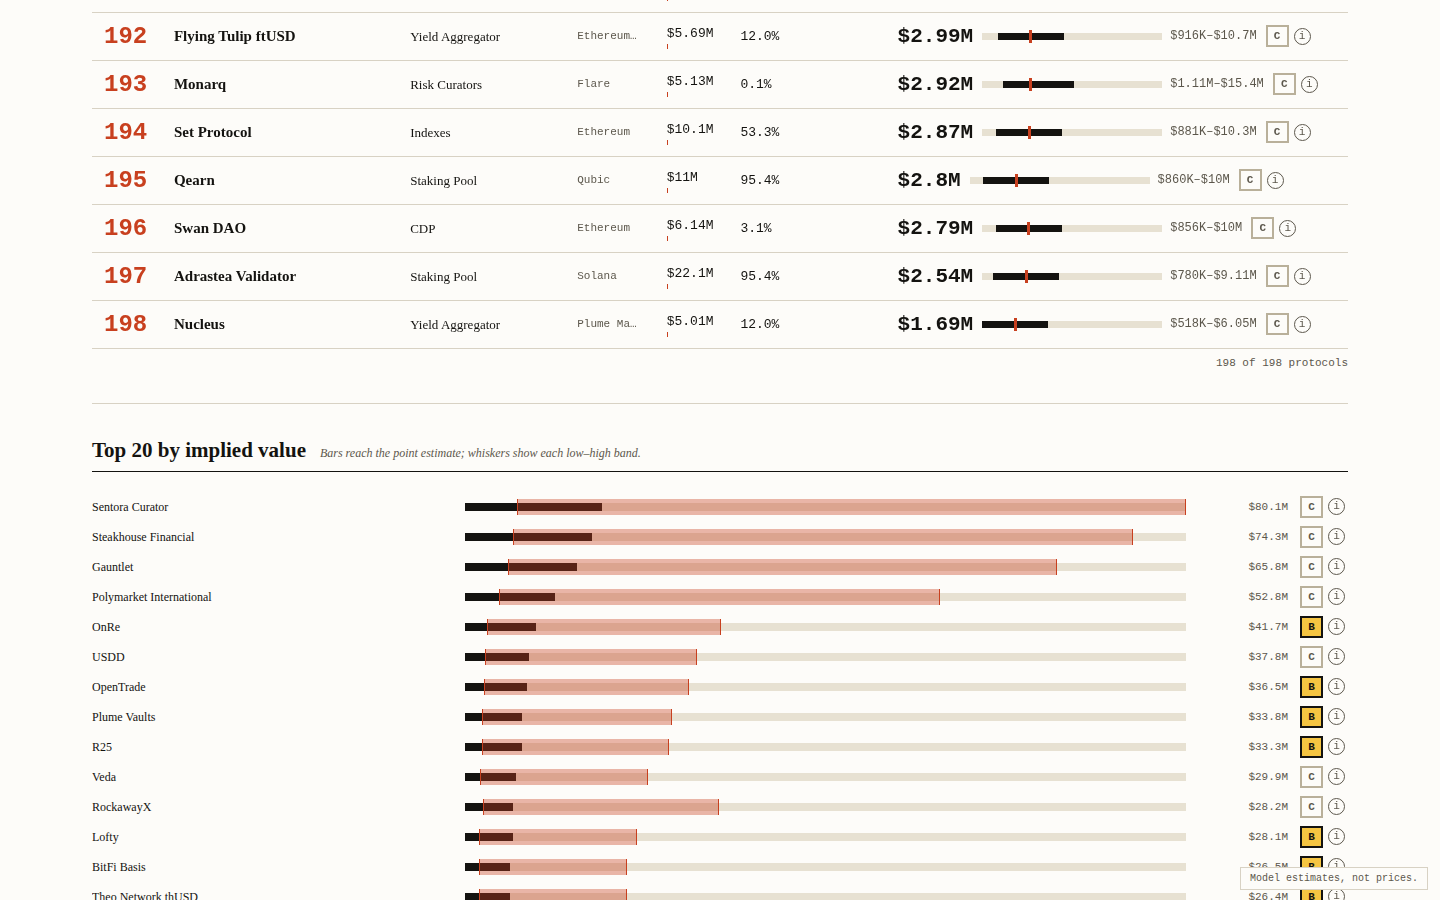 192 Flying Tulip ftUSD Yield Aggregator Ethereum… $5.69M 12.0% $2.99M $916K–$10.7M C i
193 Monarq Risk Curators Flare $5.13M 0.1% $2.92M $1.11M–$15.4M C i
194 Set Protocol Indexes Ethereum $10.1M 53.3% $2.87M $881K–$10.3M C i
195 Qearn Staking Pool Qubic $11M 95.4% $2.8M $860K–$10M C i
196 Swan DAO CDP Ethereum $6.14M 3.1% $2.79M $856K–$10M C i
197 Adrastea Validator Staking Pool Solana $22.1M 95.4% $2.54M $780K–$9.11M C i
198 Nucleus Yield Aggregator Plume Ma… $5.01M 12.0% $1.69M $518K–$6.05M C i
198 of 198 protocols
Top 20 by implied value Bars reach the point estimate; whiskers show each low–high band.
Sentora Curator $80.1M C i
Steakhouse Financial $74.3M C i
Gauntlet $65.8M C i
Polymarket International $52.8M C i
OnRe $41.7M B i
USDD $37.8M C i
OpenTrade $36.5M B i
Plume Vaults $33.8M B i
R25 $33.3M B i
Veda $29.9M C i
RockawayX $28.2M C i
Lofty $28.1M B i
BitFi Basis $26.5M B i
Model estimates, not prices.
Theo Network thUSD $26.4M B i